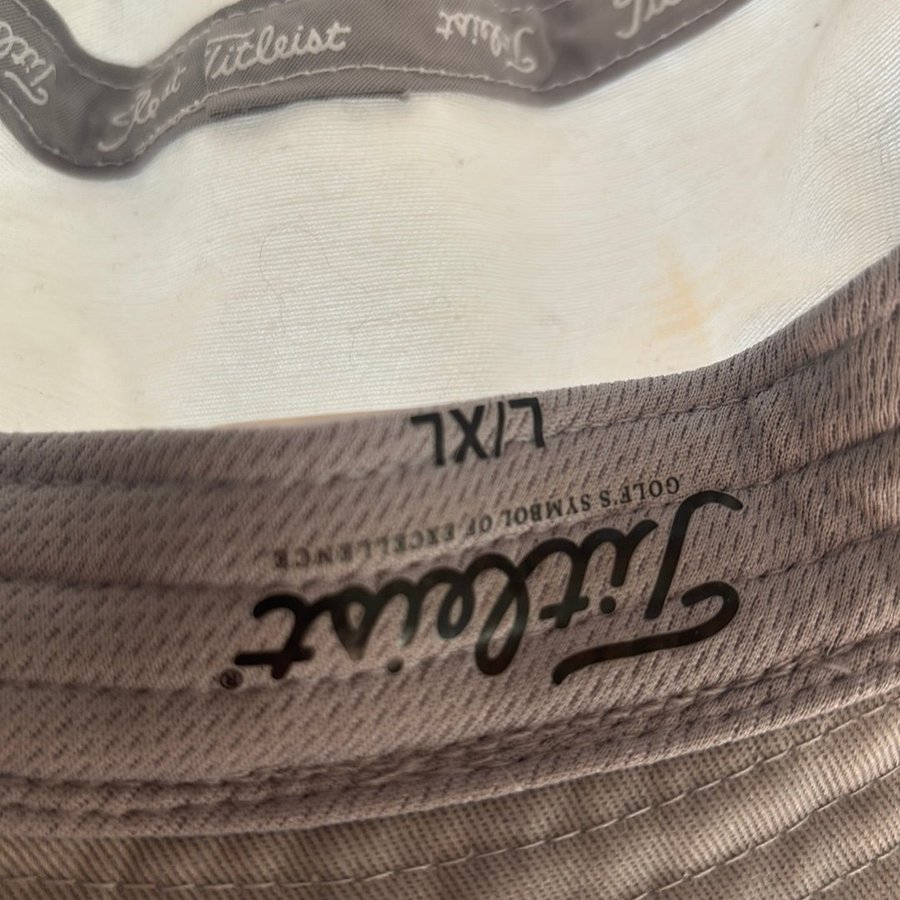 Titleist
Titleist
Titleist®
GOLF'S SYMBOL OF EXCELLENCE
L/XL